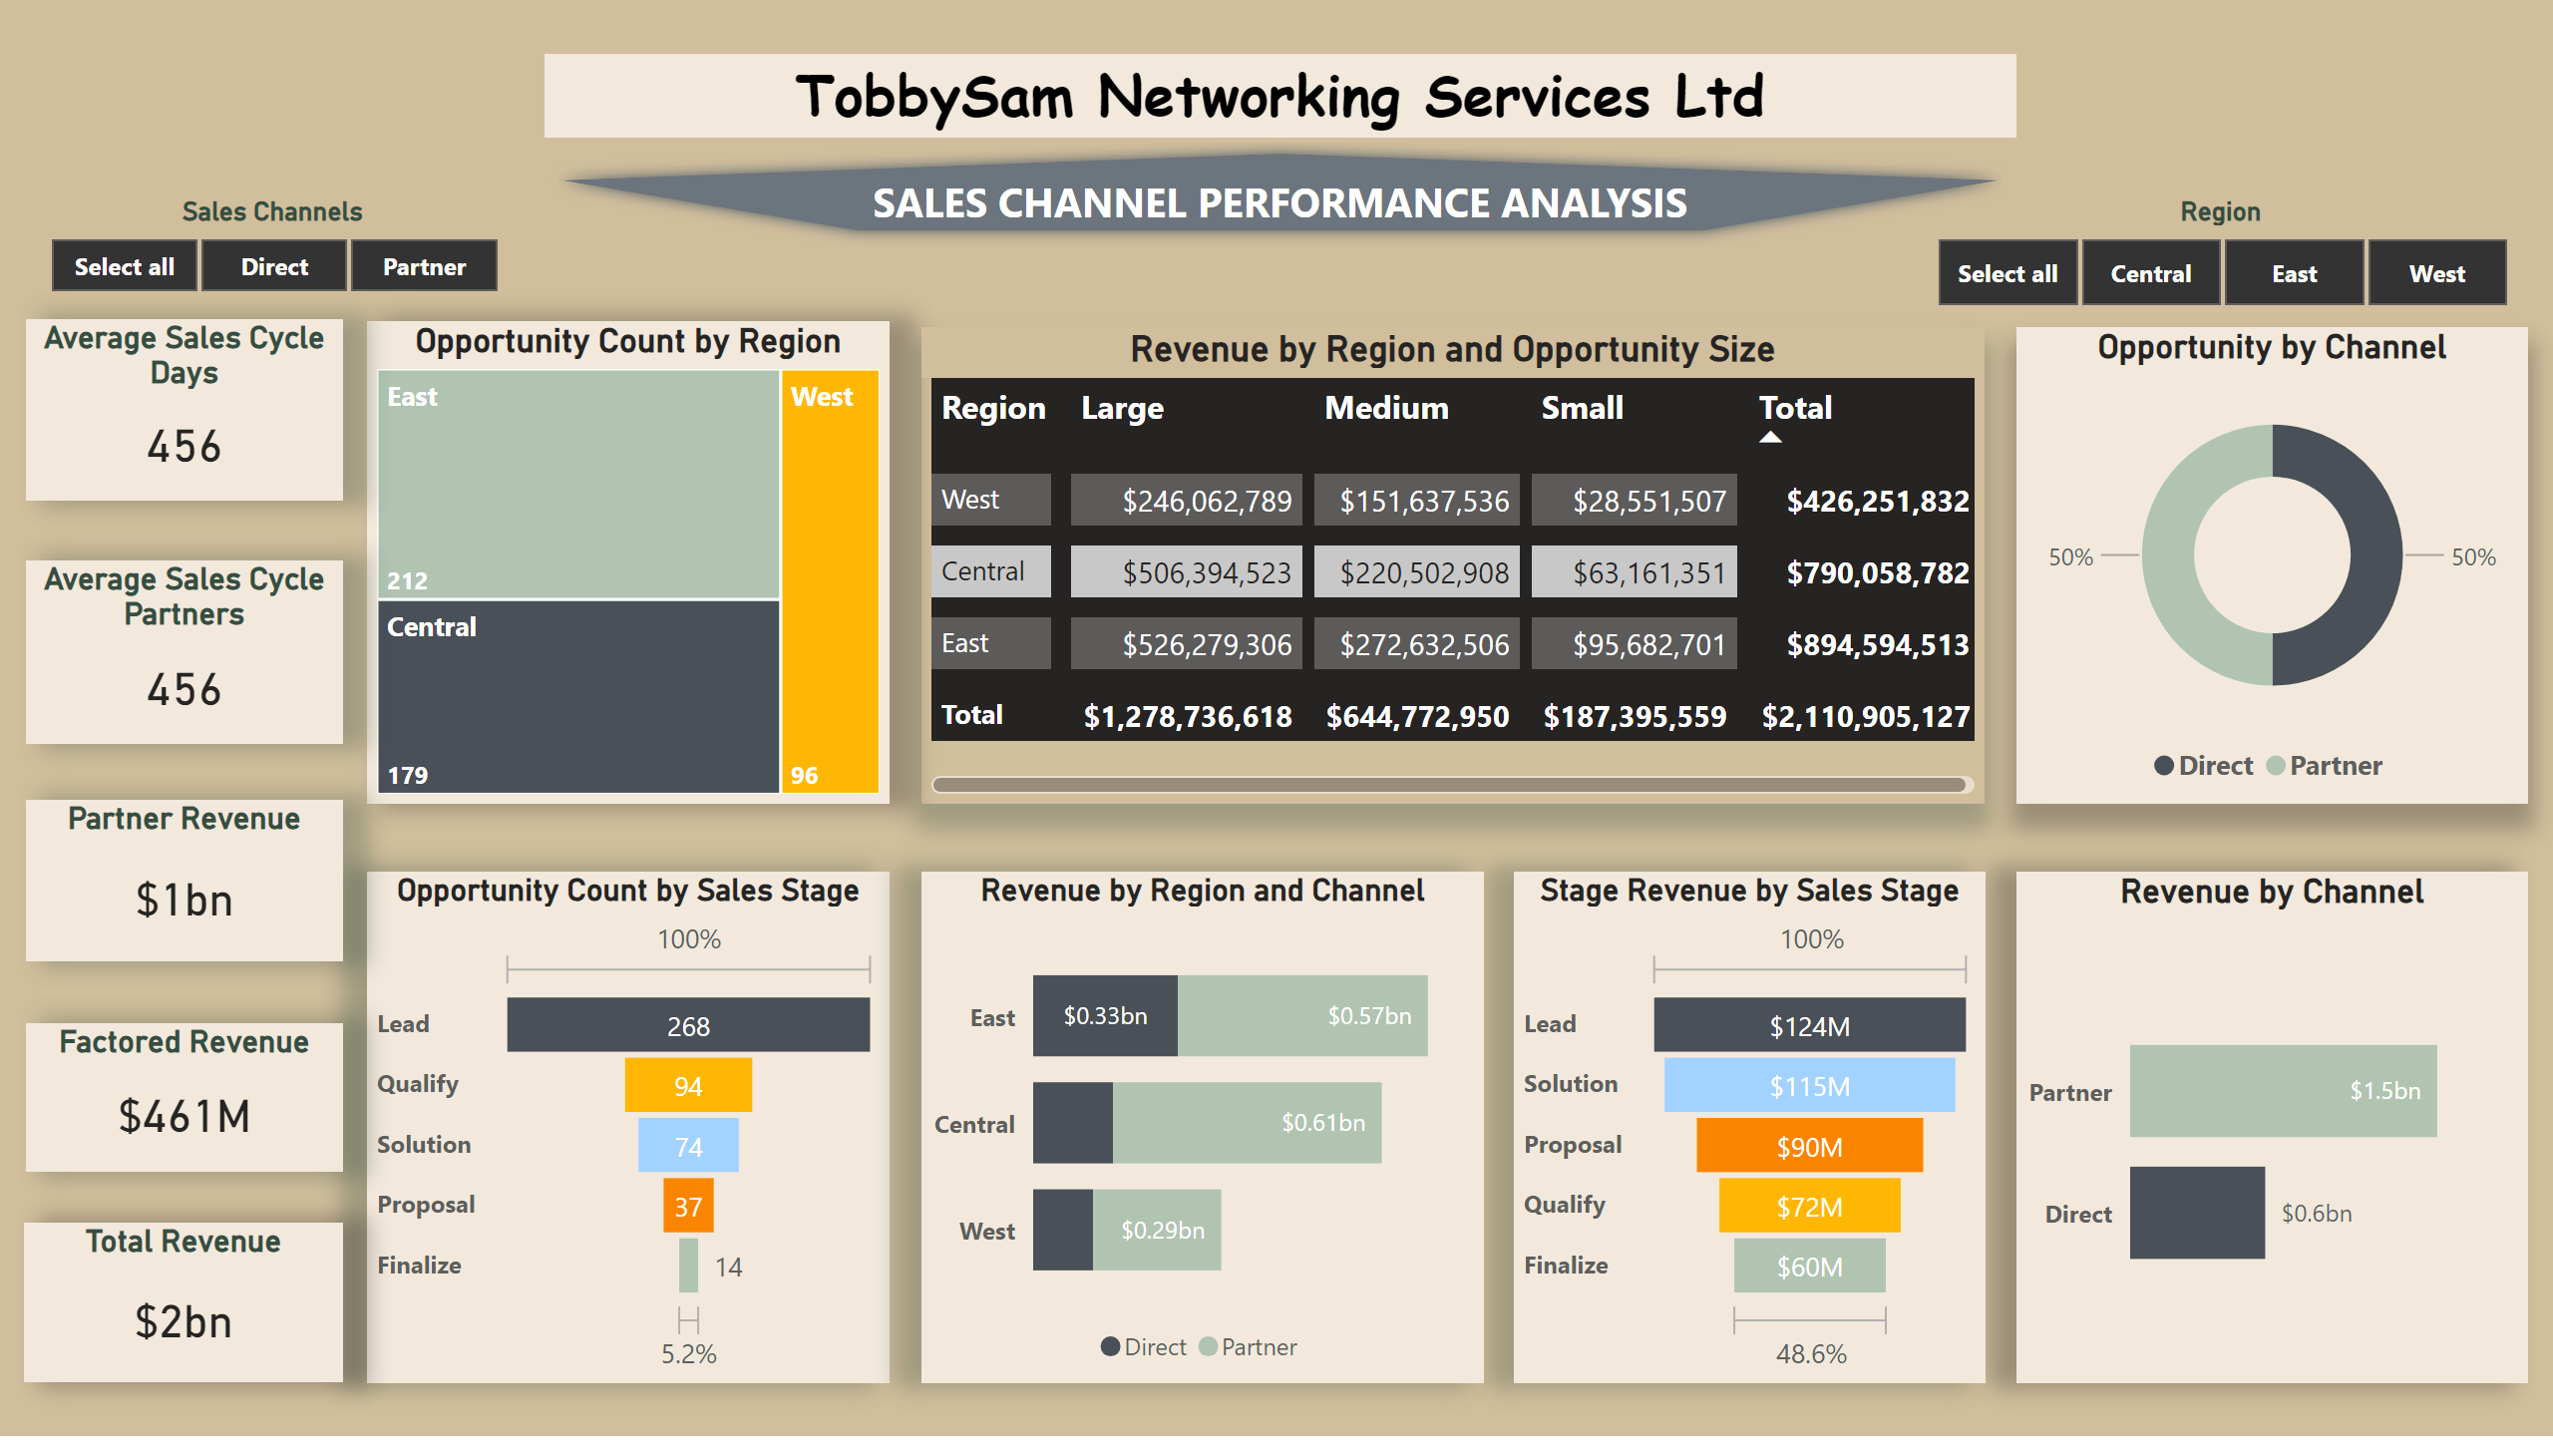 TobbySam Networking Services Ltd
SALES CHANNEL PERFORMANCE ANALYSIS
Sales Channels
Select all Direct Partner
Region
Select all Central East West
Average Sales Cycle
Days
456
Average Sales Cycle
Partners
456
Partner Revenue
$1bn
Factored Revenue
$461M
Total Revenue
$2bn
Opportunity Count by Region
East
212
Central
179
West
96
Revenue by Region and Opportunity Size
Region Large Medium Small Total
West $246,062,789 $151,637,536 $28,551,507 $426,251,832
Central $506,394,523 $220,502,908 $63,161,351 $790,058,782
East $526,279,306 $272,632,506 $95,682,701 $894,594,513
Total $1,278,736,618 $644,772,950 $187,395,559 $2,110,905,127
Opportunity by Channel
50% 50%
Direct Partner
Opportunity Count by Sales Stage
100%
Lead 268
Qualify 94
Solution 74
Proposal 37
Finalize 14
5.2%
Revenue by Region and Channel
East $0.33bn $0.57bn
Central $0.61bn
West $0.29bn
Direct Partner
Stage Revenue by Sales Stage
100%
Lead $124M
Solution $115M
Proposal $90M
Qualify $72M
Finalize $60M
48.6%
Revenue by Channel
Partner $1.5bn
Direct $0.6bn